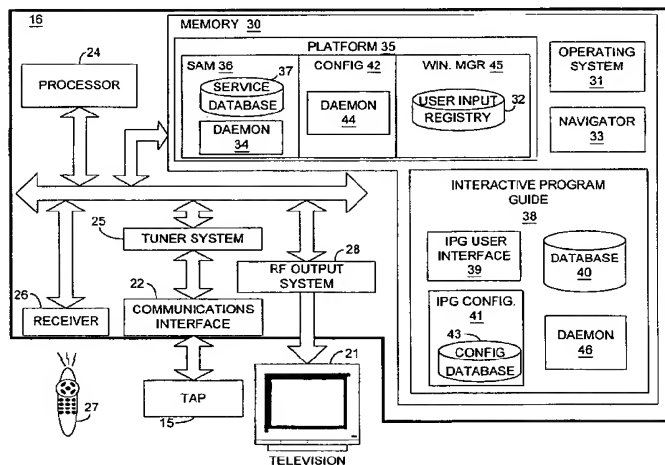 16
MEMORY 30
24
PROCESSOR
PLATFORM 35
SAM 36
37
SERVICE
DATABASE
DAEMON
34
CONFIG 42
DAEMON
44
WIN. MGR 45
USER INPUT
REGISTRY
32
OPERATING
SYSTEM
31
NAVIGATOR
33
25
TUNER SYSTEM
28
RF OUTPUT
SYSTEM
26
RECEIVER
22
COMMUNICATIONS
INTERFACE
INTERACTIVE PROGRAM
GUIDE
38
IPG USER
INTERFACE
39
DATABASE
40
IPG CONFIG.
41
43
CONFIG
DATABASE
DAEMON
46
27
TAP
15
21
TELEVISION